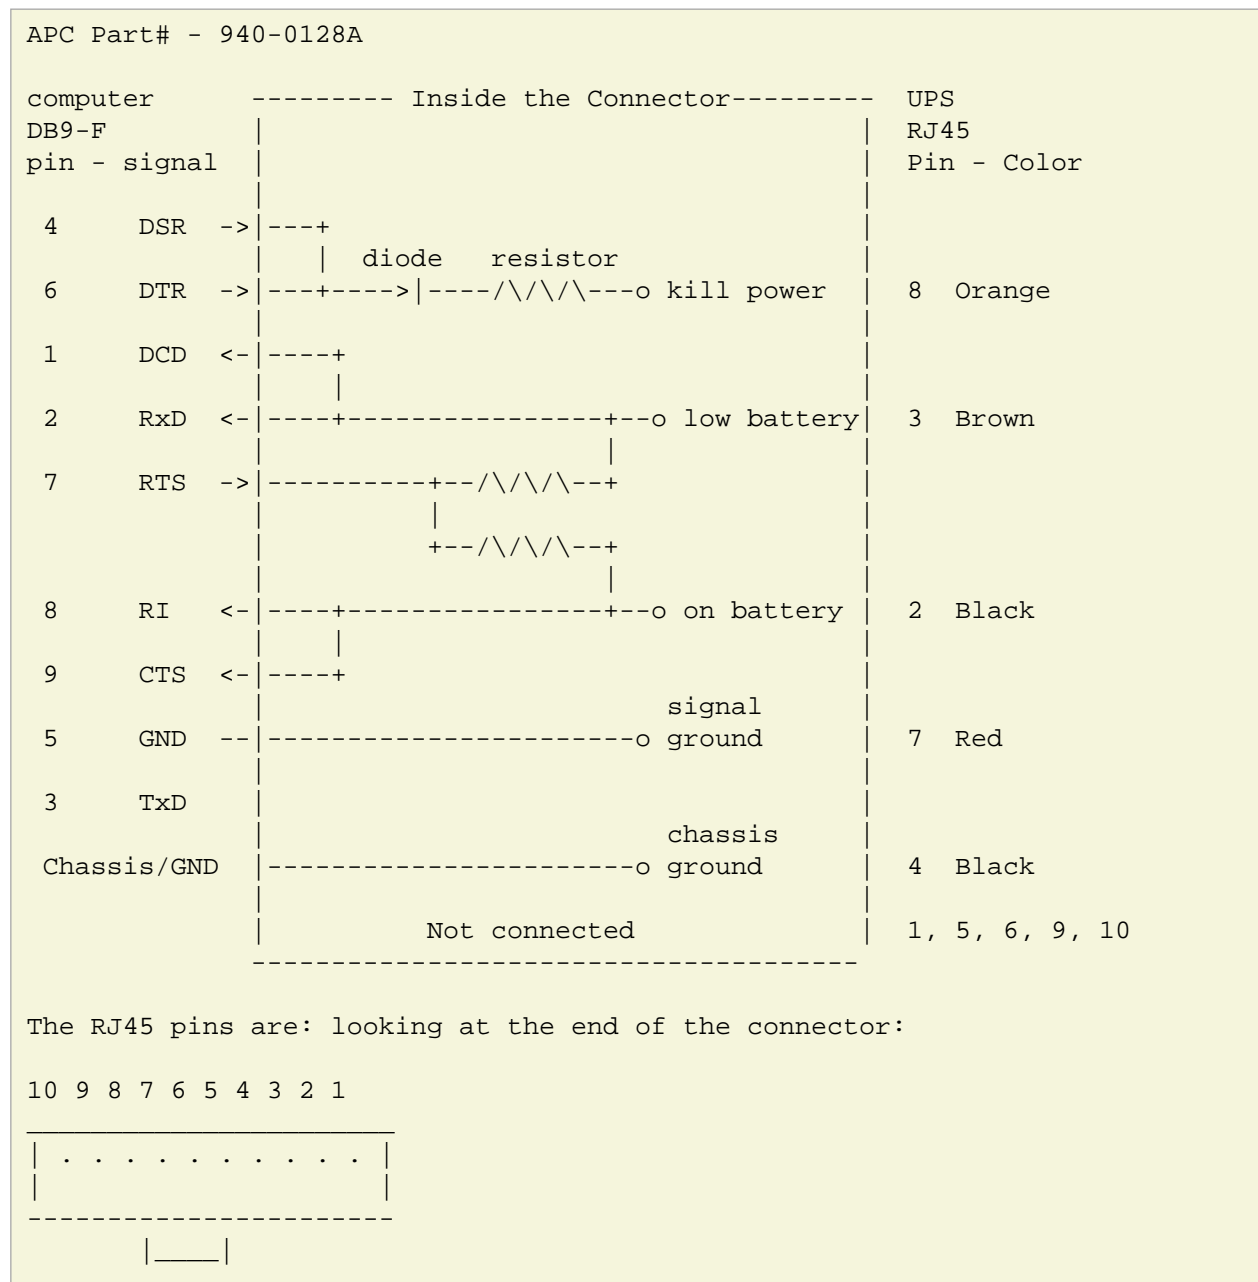 APC Part# - 940-0128A
computer --------- Inside the Connector--------- UPS
DB9-F | | RJ45
pin - signal | | Pin - Color
| |
4 DSR ->|---+ |
| | diode resistor |
6 DTR ->|---+---->|----/\/\/\---o kill power | 8 Orange
| |
1 DCD <-|----+ |
| | |
2 RxD <-|----+----------------+--o low battery| 3 Brown
| | |
7 RTS ->|----------+--/\/\/\--+ |
| | |
| +--/\/\/\--+ |
| | |
8 RI <-|----+----------------+--o on battery | 2 Black
| | |
9 CTS <-|----+ |
| signal |
5 GND --|-----------------------o ground | 7 Red
| |
3 TxD | |
| chassis |
Chassis/GND |-----------------------o ground | 4 Black
| |
| Not connected | 1, 5, 6, 9, 10
--------------------------------------
The RJ45 pins are: looking at the end of the connector:
10 9 8 7 6 5 4 3 2 1
_______________________
| . . . . . . . . . . |
| |
-----------------------
|____|